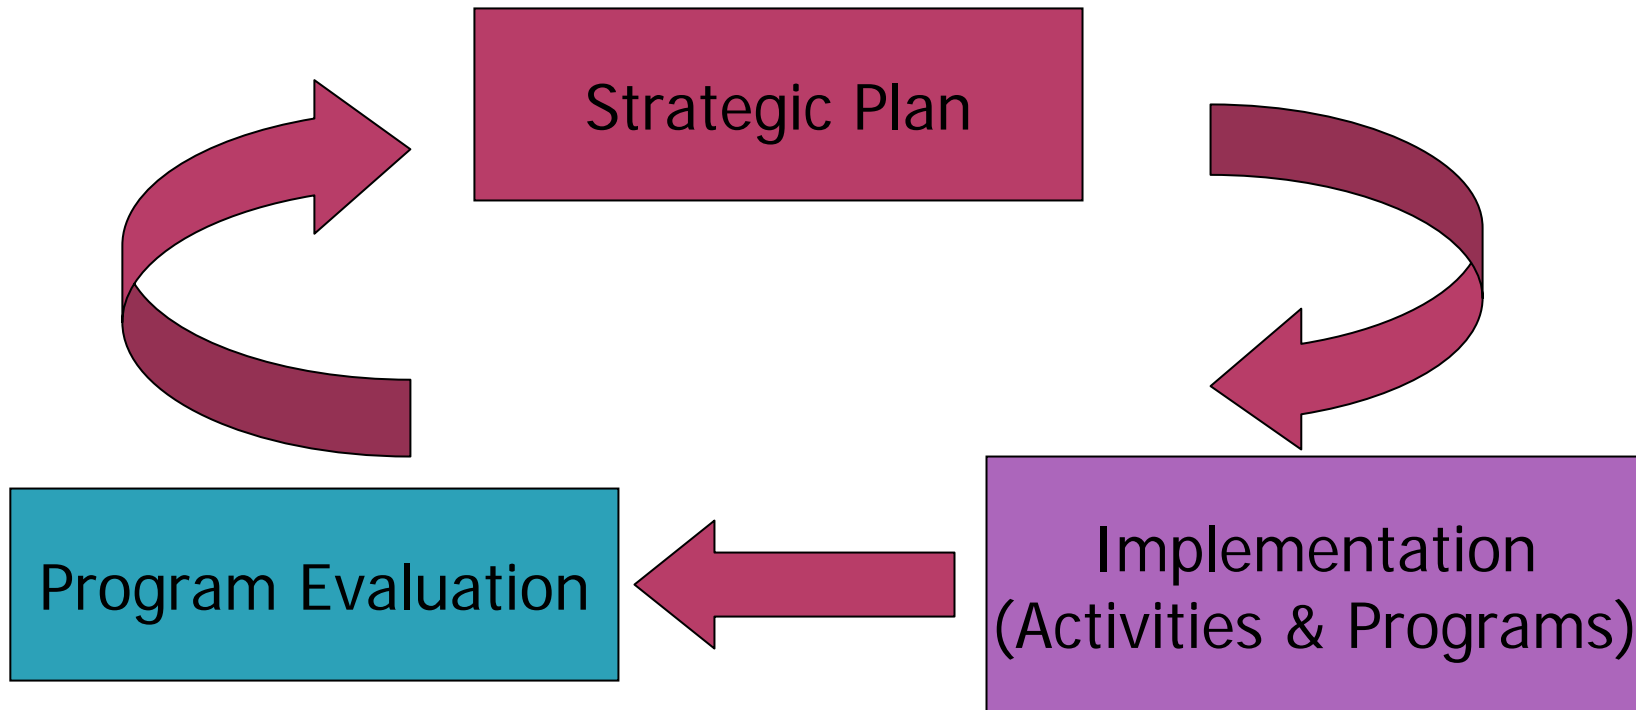 Strategic Plan
Program Evaluation
Implementation
(Activities & Programs)